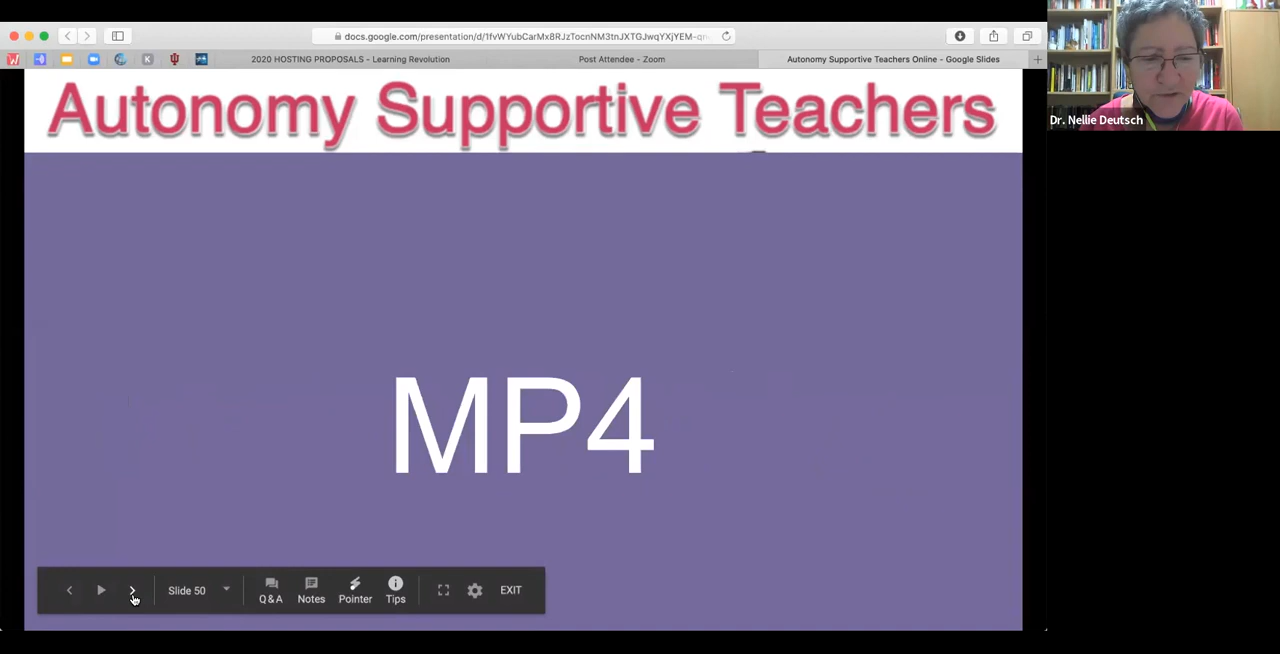 docs.google.com/presentation/d/1fvWYubCarMx8RJzTocnNM3tnJXTGJwqYXjYEM-
2020 HOSTING PROPOSALS - Learning Revolution
Post Attendee - Zoom
Autonomy Supportive Teachers Online - Google Slides
Dr. Nellie Deutsch
Autonomy Supportive Teachers
MP4
Slide 50
Q&A
Notes
Pointer
Tips
EXIT